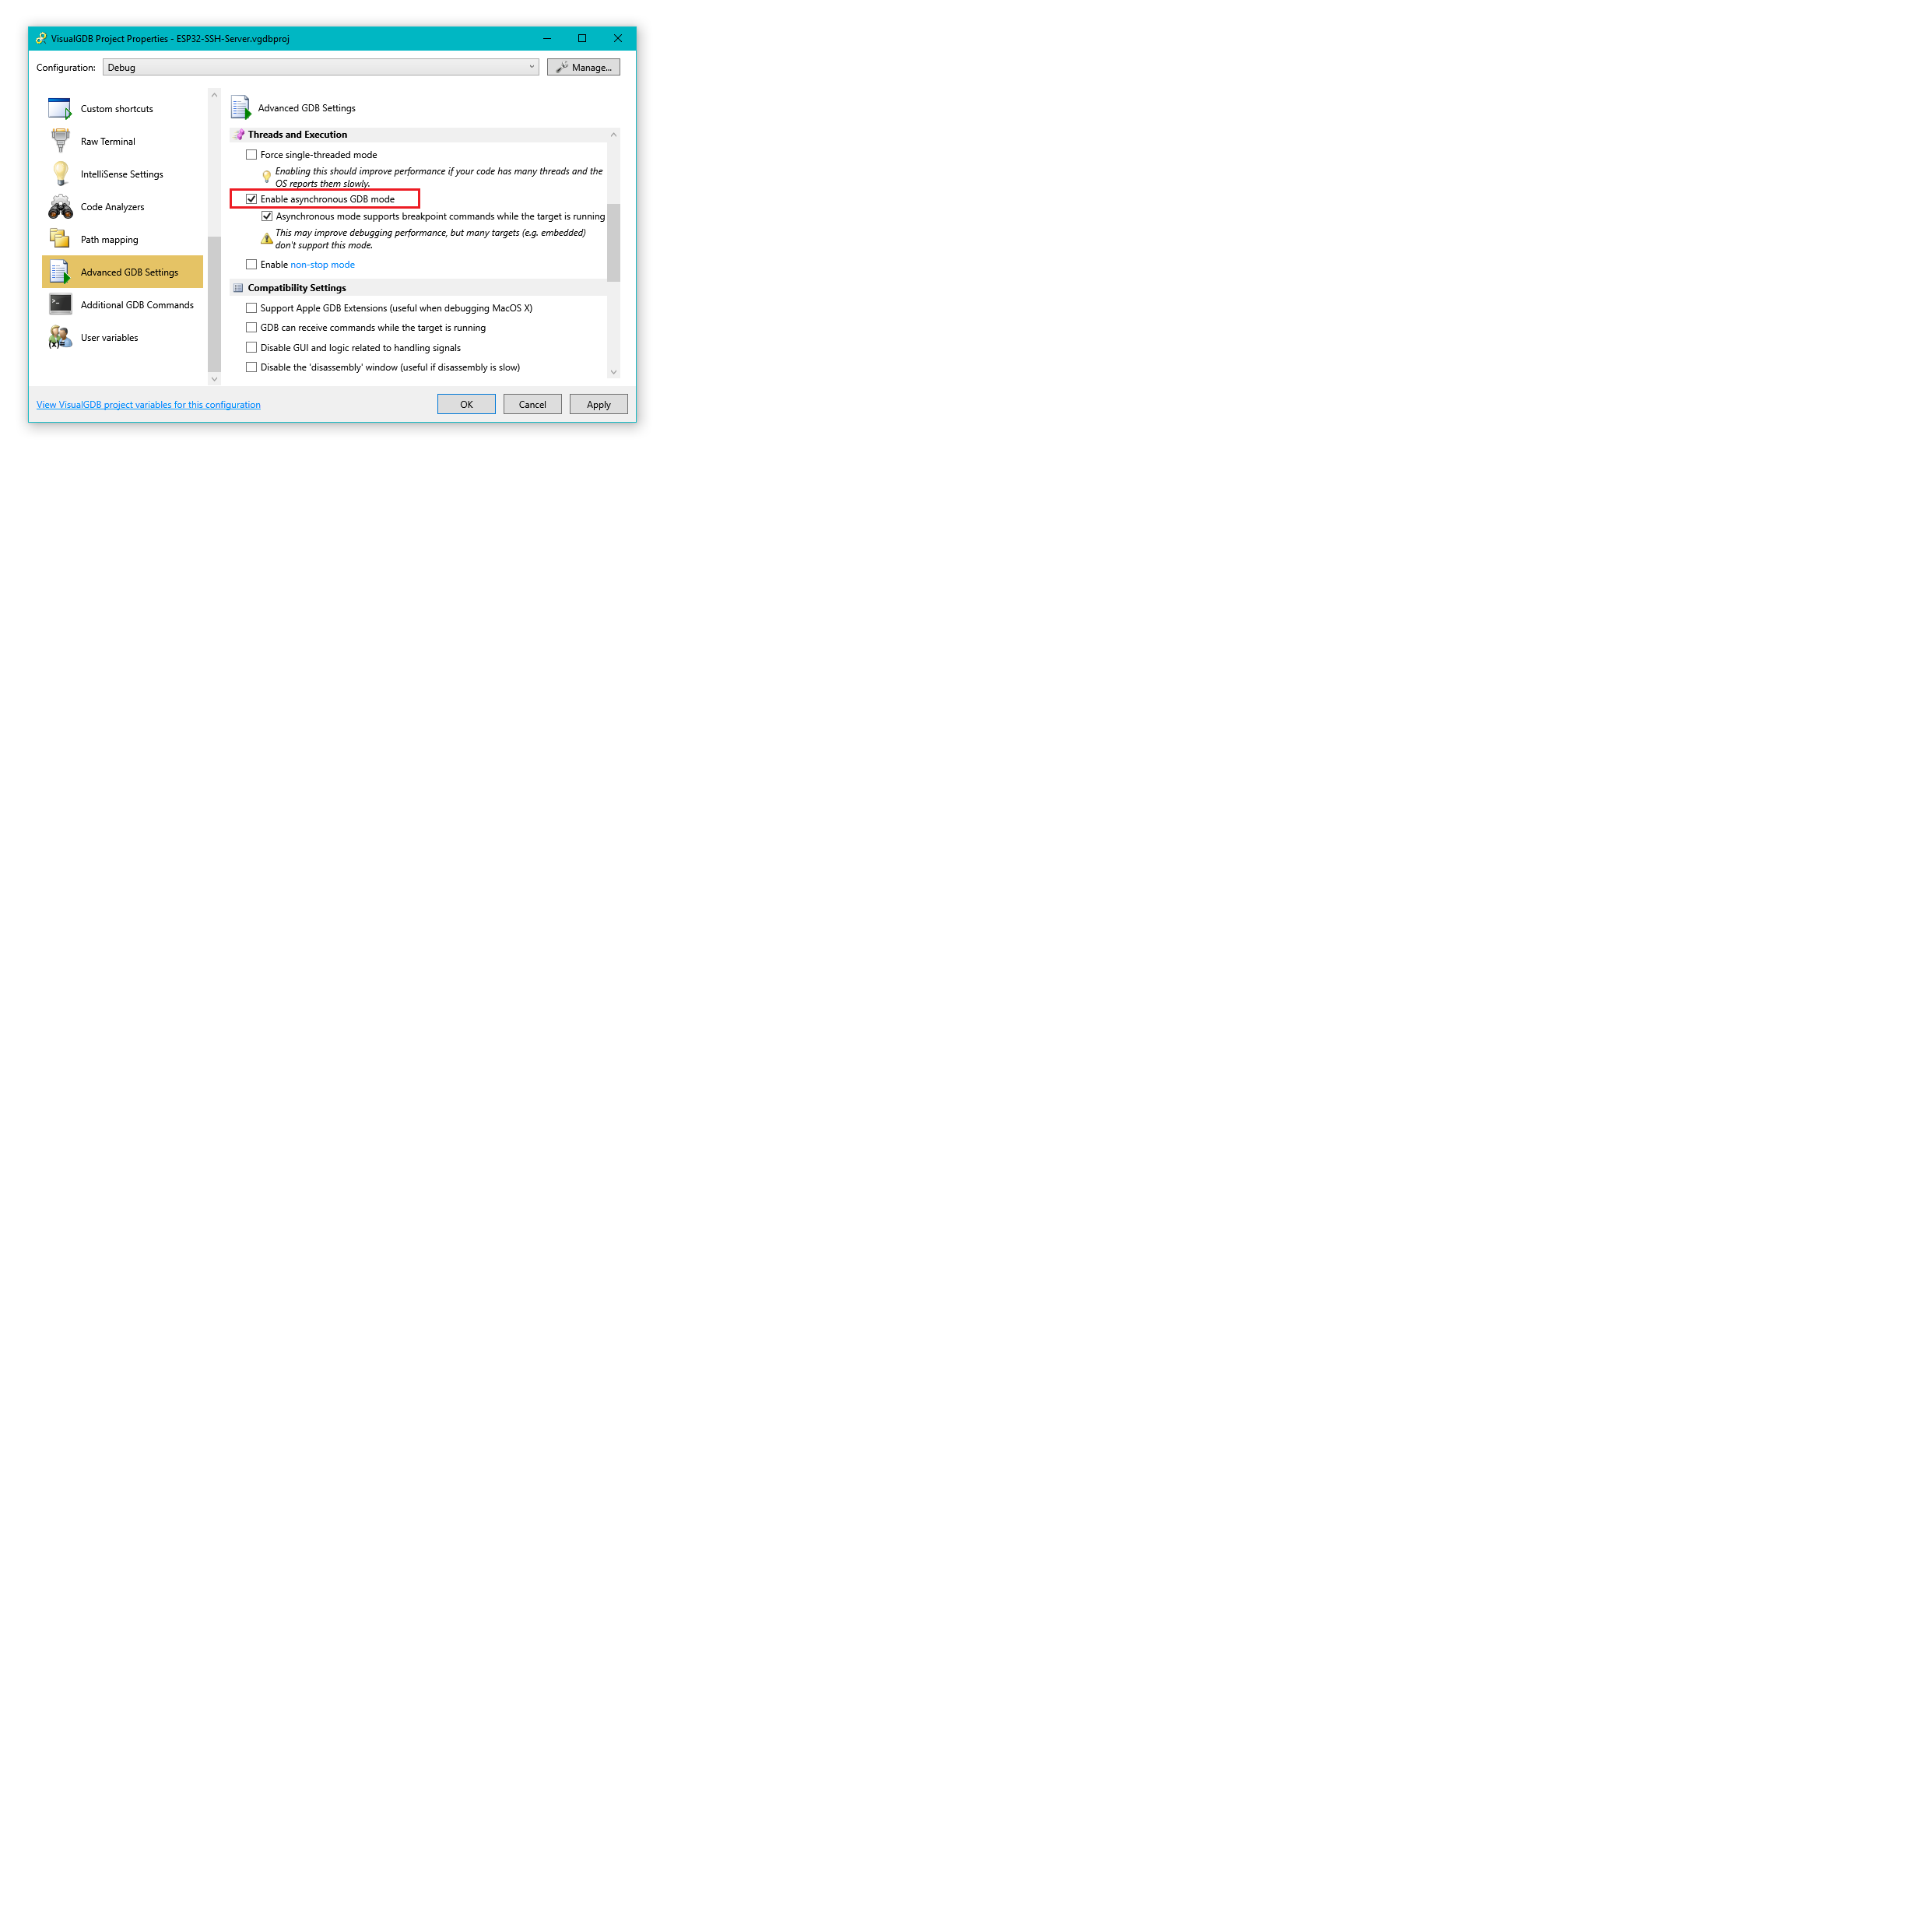 VisualGDB Project Properties - ESP32-SSH-Server.vgdbproj
Configuration:
Debug
Manage...
Custom shortcuts
Raw Terminal
IntelliSense Settings
Code Analyzers
Path mapping
Advanced GDB Settings
Additional GDB Commands
(x)=
User variables
Advanced GDB Settings
Threads and Execution
Force single-threaded mode
Enabling this should improve performance if your code has many threads and the
OS reports them slowly.
Enable asynchronous GDB mode
Asynchronous mode supports breakpoint commands while the target is running
This may improve debugging performance, but many targets (e.g. embedded)
don't support this mode.
Enable non-stop mode
Compatibility Settings
Support Apple GDB Extensions (useful when debugging MacOS X)
GDB can receive commands while the target is running
Disable GUI and logic related to handling signals
Disable the 'disassembly' window (useful if disassembly is slow)
View VisualGDB project variables for this configuration
OK
Cancel
Apply